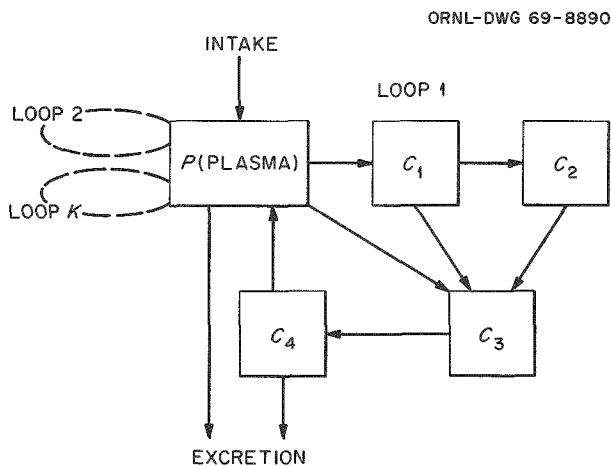 ORNL-DWG 69-8890
INTAKE
LOOP 1
LOOP 2
P(PLASMA)
C1
C2
LOOP K
C4
C3
EXCRETION